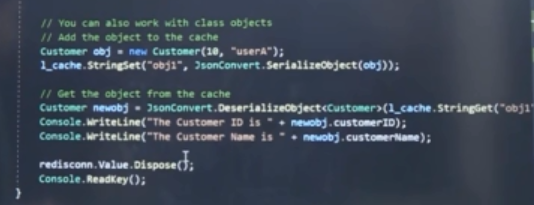 // You can also work with class objects
// Add the object to the cache
Customer obj = new Customer(10, "userA");
l_cache.StringSet("obj1", JsonConvert.SerializeObject(obj));
// Get the object from the cache
Customer newobj = JsonConvert.DeserializeObject<Customer>(l_cache.StringGet("obj1"
Console.WriteLine("The Customer ID is " + newobj.customerID);
Console.WriteLine("The Customer Name is " + newobj.customerName);
redisconn.Value.Dispose();
Console.ReadKey();
}